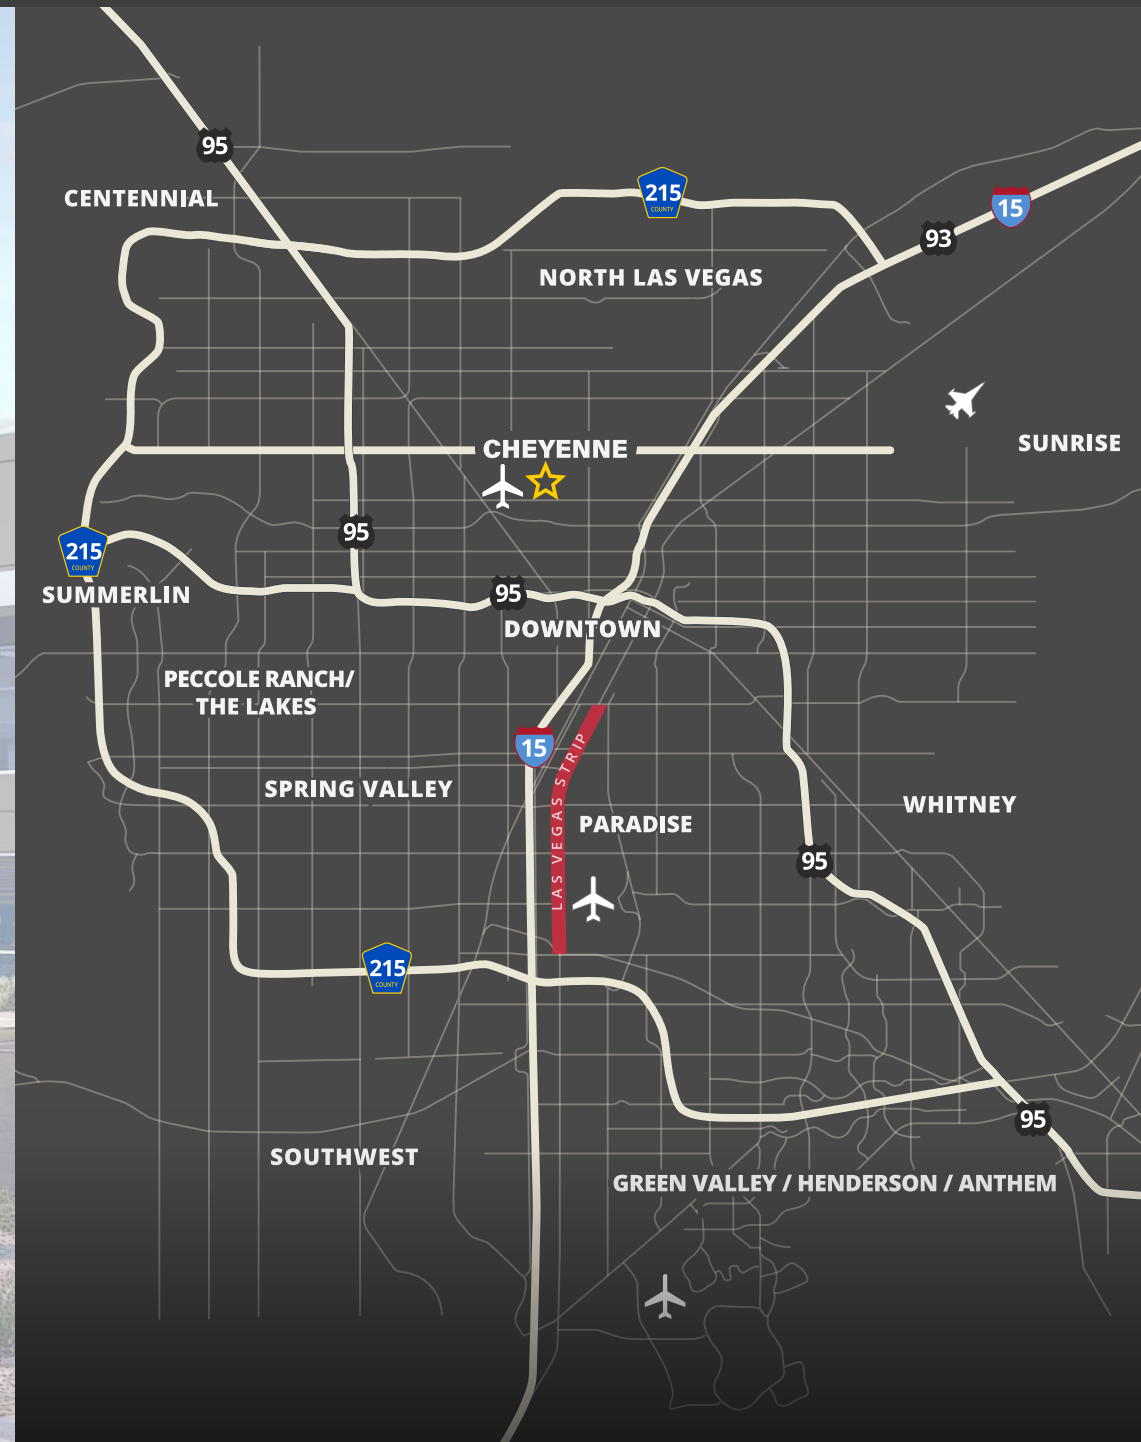 95
CENTENNIAL
215
COUNTY
15
93
NORTH LAS VEGAS
CHEYENNE
SUNRISE
95
215
COUNTY
SUMMERLIN
95
DOWNTOWN
PECCOLE RANCH/
THE LAKES
15
LAS VEGAS STRIP
SPRING VALLEY
PARADISE
WHITNEY
95
215
COUNTY
95
SOUTHWEST
GREEN VALLEY / HENDERSON / ANTHEM